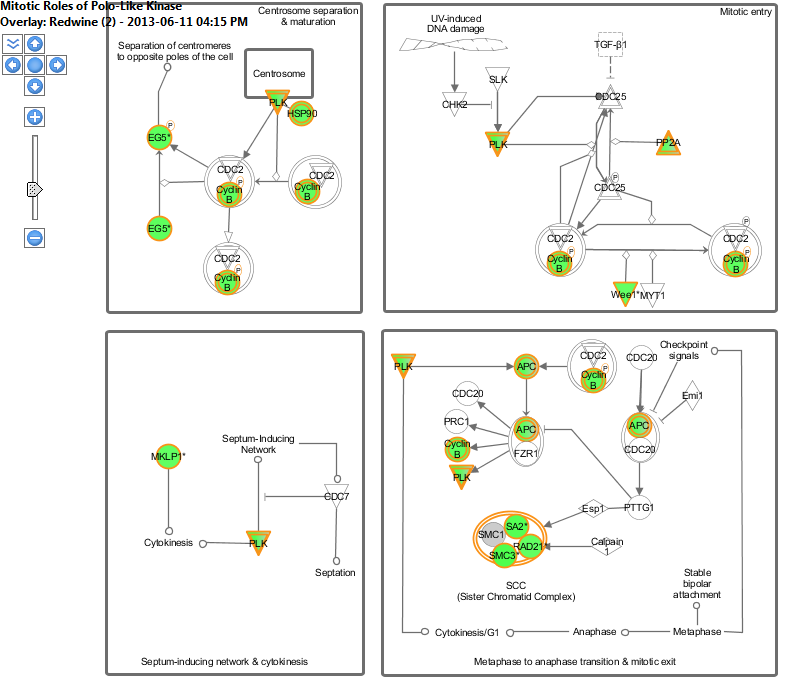 Mitotic Roles of Polo-Like Kinase
Overlay: Redwine (2) - 2013-06-11 04:15 PM
Centrosome separation
& maturation
Separation of centromeres
to opposite poles of the cell
Centrosome
PLK
HSP90
P
EG5*
CDC2
P
Cyclin
B
CDC2
Cyclin
B
EG5*
CDC2
P
Cyclin
B
Mitotic entry
UV-induced
DNA damage
TGF-β1
SLK
CDC25
CHK2
PLK
PP2A
P
CDC25
P
CDC2
P
Cyclin
B
CDC2
P
Cyclin
B
Wee1*
MYT1
Septum-Inducing
Network
MKLP1*
CDC7
Cytokinesis
PLK
Septation
Septum-inducing network & cytokinesis
Checkpoint
signals
PLK
APC
CDC2
P
Cyclin
B
CDC20
Emi1
CDC20
PRC1
APC
FZR1
Cyclin
B
PLK
APC
CDC20
Esp1
PTTG1
SMC1
SA2*
RAD21*
SMC3*
Calpain
1
SCC
(Sister Chromatid Complex)
Stable
bipolar
attachment
Cytokinesis/G1
Anaphase
Metaphase
Metaphase to anaphase transition & mitotic exit